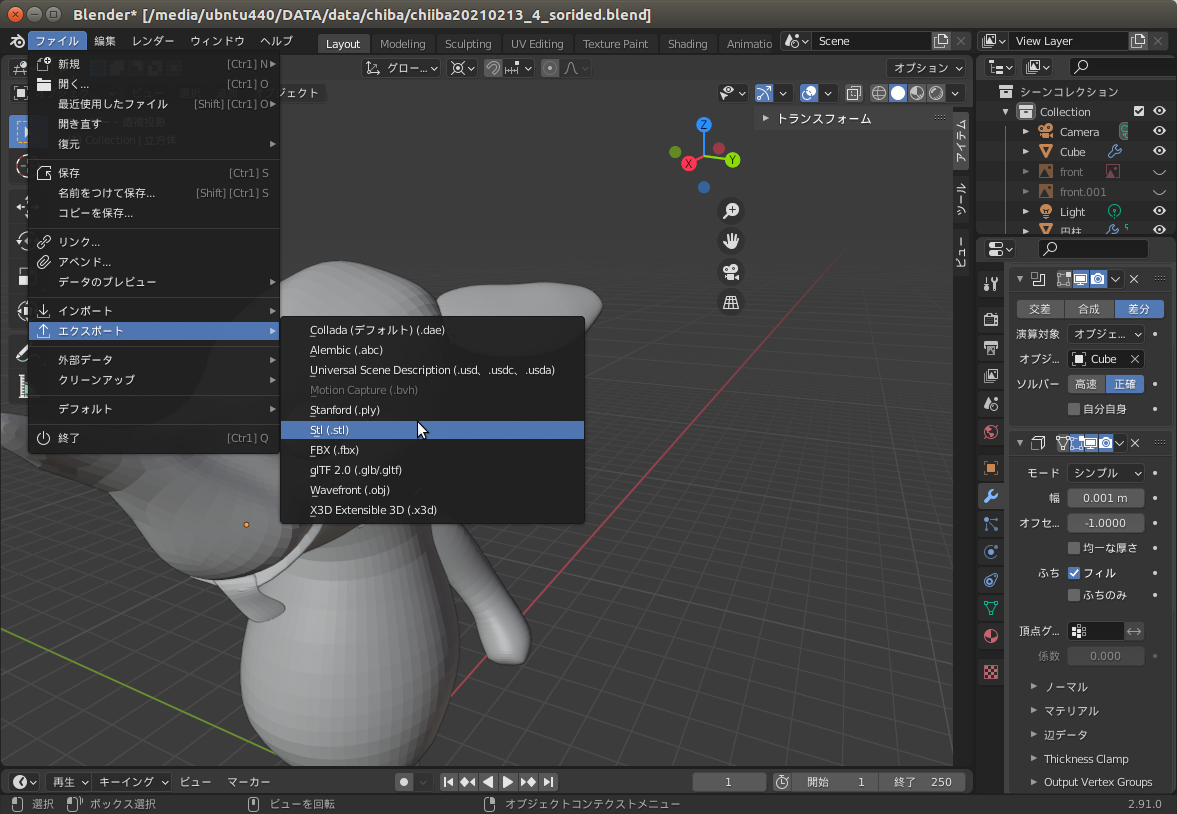 Blender* [/media/ubntu440/DATA/data/chiba/chiiba20210213_4_sorided.blend]
ファイル 編集 レンダー ウィンドウ ヘルプ Layout Modeling Sculpting UV Editing Texture Paint Shading Animatio Scene View Layer
新規 [Ctrl] N
開く... [Ctrl] O
最近使用したファイル [Shift] [Ctrl] O
開き直す
復元
保存 [Ctrl] S
名前をつけて保存... [Shift] [Ctrl] S
コピーを保存...
リンク...
アペンド...
データのプレビュー
インポート
エクスポート
外部データ
クリーンアップ
デフォルト
終了 [Ctrl] Q
Collada (デフォルト) (.dae)
Alembic (.abc)
Universal Scene Description (.usd、.usdc、.usda)
Motion Capture (.bvh)
Stanford (.ply)
Stl (.stl)
FBX (.fbx)
glTF 2.0 (.glb/.gltf)
Wavefront (.obj)
X3D Extensible 3D (.x3d)
グロー...
オプション
ジェクト
Collection | 立方体
トランスフォーム
Z
Y
X
アイテム
ツール
ビュー
シーンコレクション
Collection
Camera
Cube
front
front.001
Light
円柱 5
交差 合成 差分
演算対象 オブジェ...
オブジ... Cube
ソルバー 高速 正確
自分自身
モード シンプル
幅 0.001 m
オフセ... -1.0000
均一な厚さ
ふち フィル
ふちのみ
頂点グ...
係数 0.000
ノーマル
マテリアル
辺データ
Thickness Clamp
Output Vertex Groups
再生 キーイング ビュー マーカー 1 開始 1 終了 250
選択 ボックス選択 ビューを回転 オブジェクトコンテクストメニュー 2.91.0